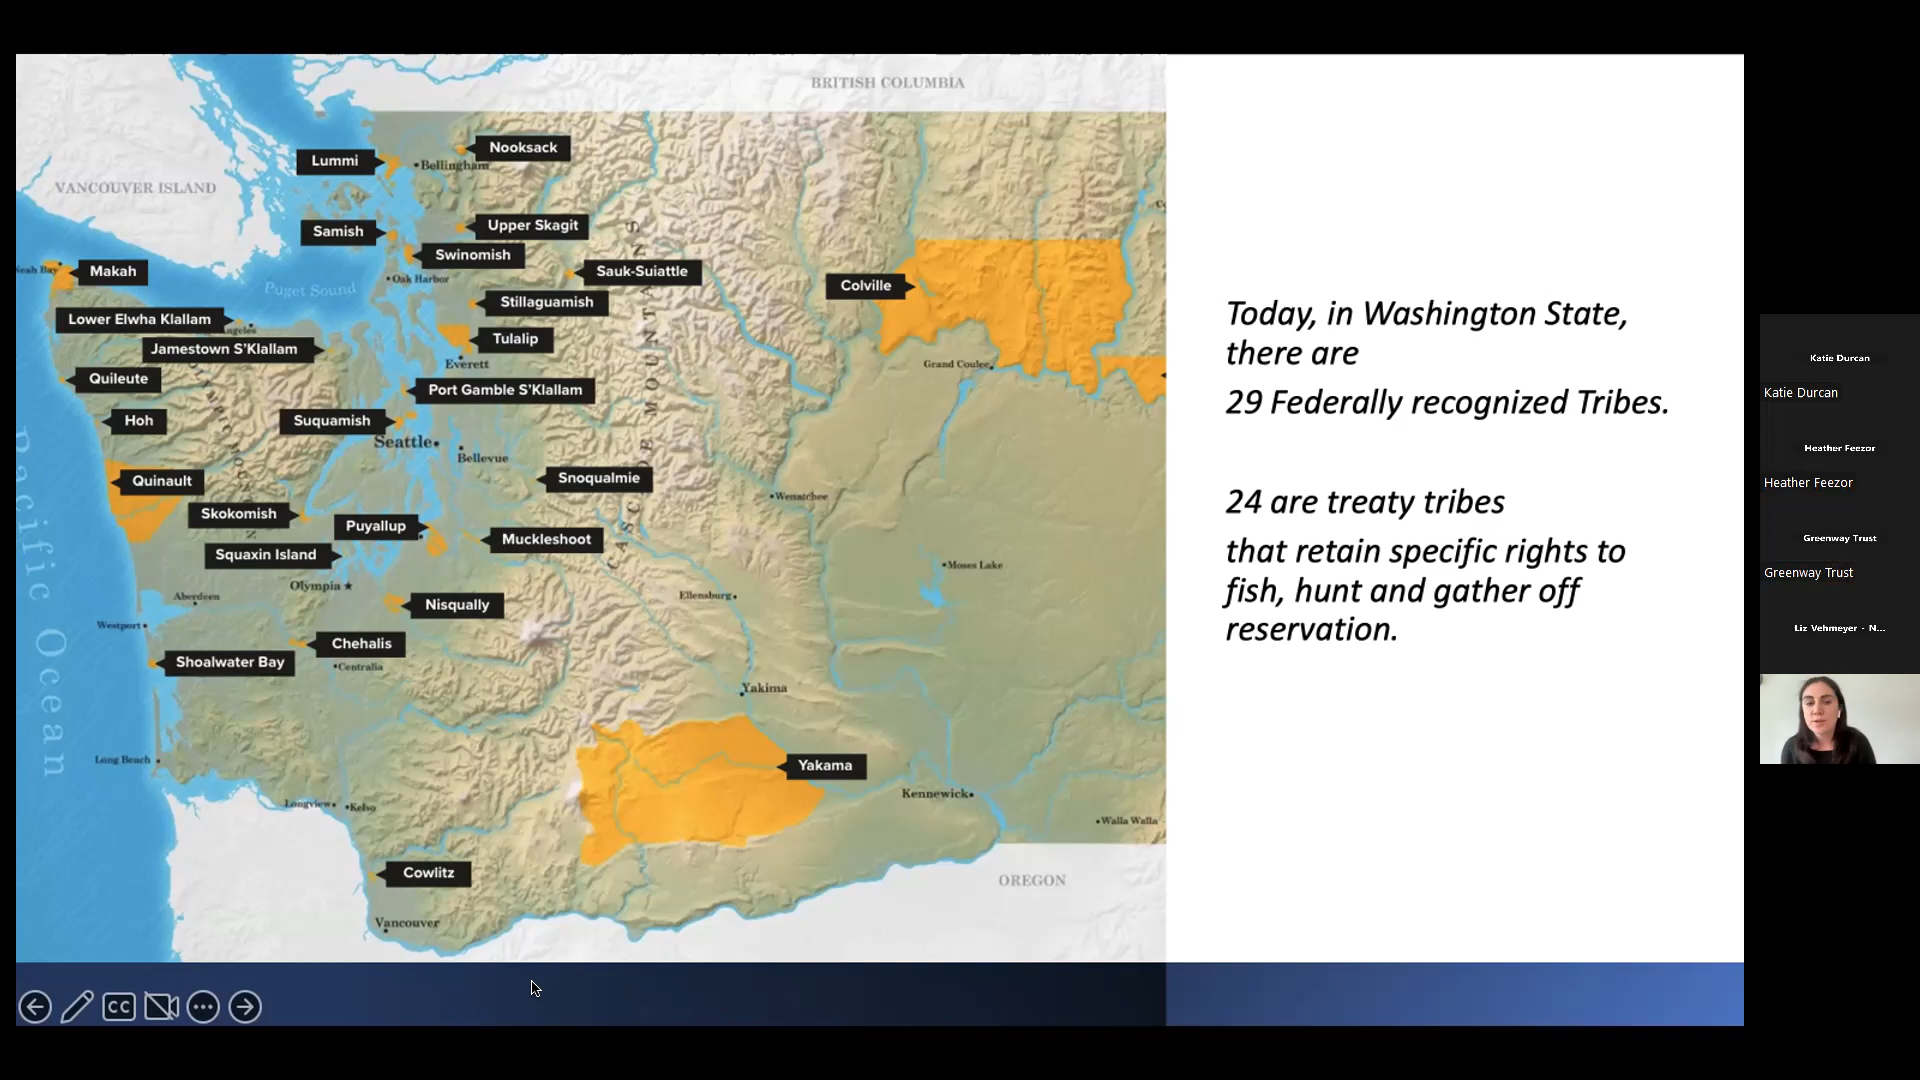 BRITISH COLUMBIA
Nooksack
Lummi
Bellingham
VANCOUVER ISLAND
Upper Skagit
Samish
Swinomish
Neah Bay
Makah
Sauk-Suiattle
Oak Harbor
Colville
Puget Sound
Stillaguamish
Lower Elwha Klallam
Tulalip
Jamestown S'Klallam
Everett
Grand Coulee
Quileute
Port Gamble S'Klallam
Hoh
Suquamish
Seattle
Bellevue
Snoqualmie
Quinault
Wenatchee
Skokomish
Puyallup
Muckleshoot
Squaxin Island
Moses Lake
Olympia
Aberdeen
Ellensburg
Nisqually
Westport
Chehalis
Shoalwater Bay
Centralia
Pacific Ocean
Yakima
Long Beach
Yakama
Kennewick
Longview
Kelso
Walla Walla
Cowlitz
OREGON
Vancouver
Today, in Washington State,
there are
29 Federally recognized Tribes.
24 are treaty tribes
that retain specific rights to
fish, hunt and gather off
reservation.
Katie Durcan
Katie Durcan
Heather Feezor
Heather Feezor
Greenway Trust
Greenway Trust
Liz Vehmeyer - N...
CC